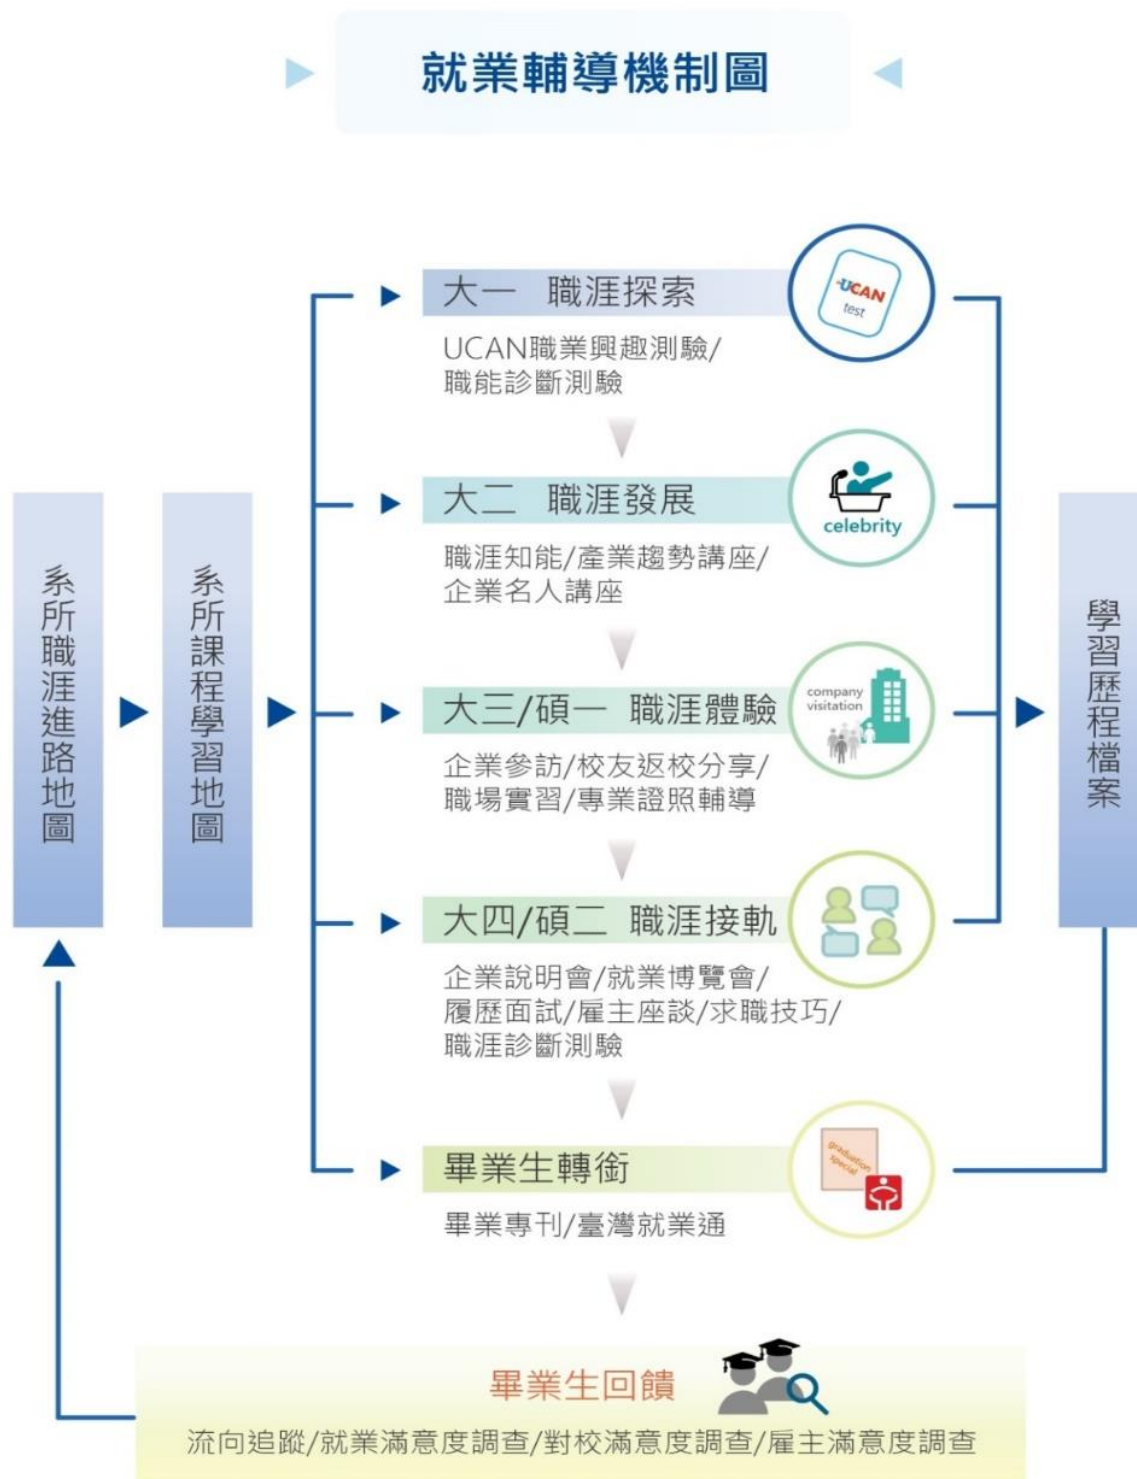 就業輔導機制圖
系所職涯進路地圖
系所課程學習地圖
大一 職涯探索
UCAN
test
UCAN職業興趣測驗/
職能診斷測驗
大二 職涯發展
celebrity
職涯知能/產業趨勢講座/
企業名人講座
大三/碩一 職涯體驗
company
visitation
企業參訪/校友返校分享/
職場實習/專業證照輔導
大四/碩二 職涯接軌
企業說明會/就業博覽會/
履歷面試/雇主座談/求職技巧/
職涯診斷測驗
畢業生轉銜
graduation
special
畢業專刊/臺灣就業通
學習歷程檔案
畢業生回饋
流向追蹤/就業滿意度調查/對校滿意度調查/雇主滿意度調查